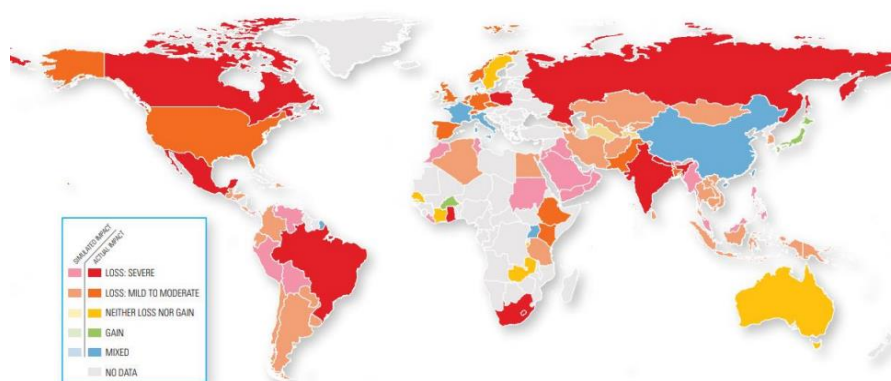 SIMULATED IMPACT
ACTUAL IMPACT
LOSS: SEVERE
LOSS: MILD TO MODERATE
NEITHER LOSS NOR GAIN
GAIN
MIXED
NO DATA